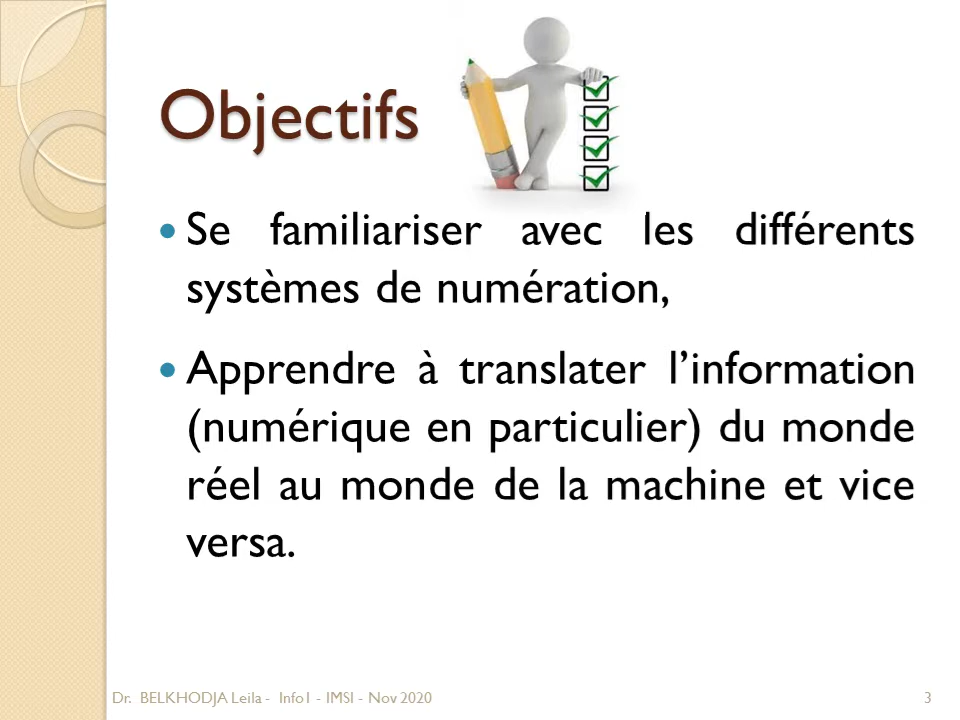 Objectifs
Se familiariser avec les différents
systèmes de numération,
Apprendre à translater l’information
(numérique en particulier) du monde
réel au monde de la machine et vice
versa.
Dr. BELKHODJA Leila - Info1 - IMSI - Nov 2020
3